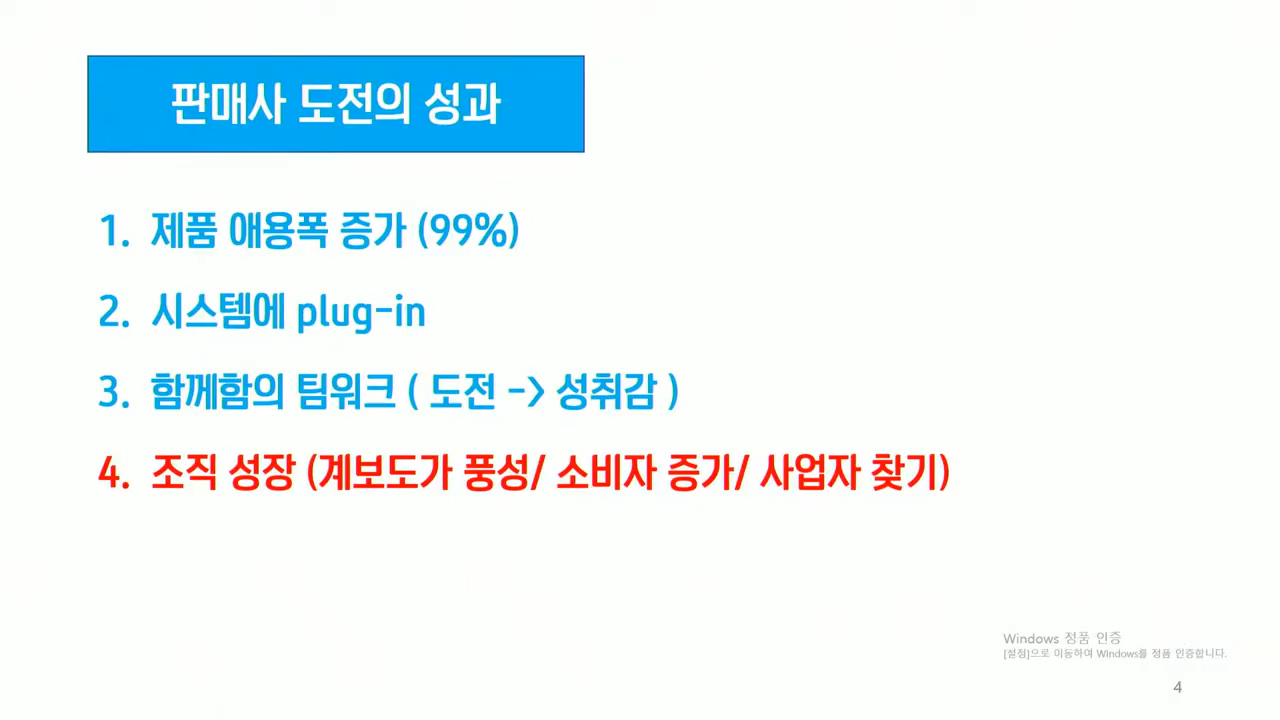 판매사 도전의 성과
1. 제품 애용폭 증가 (99%)
2. 시스템에 plug-in
3. 함께함의 팀워크 ( 도전 -> 성취감 )
4. 조직 성장 (계보도가 풍성/ 소비자 증가/ 사업자 찾기)
Windows 정품 인증
[설정]으로 이동하여 Windows를 정품 인증합니다.
4